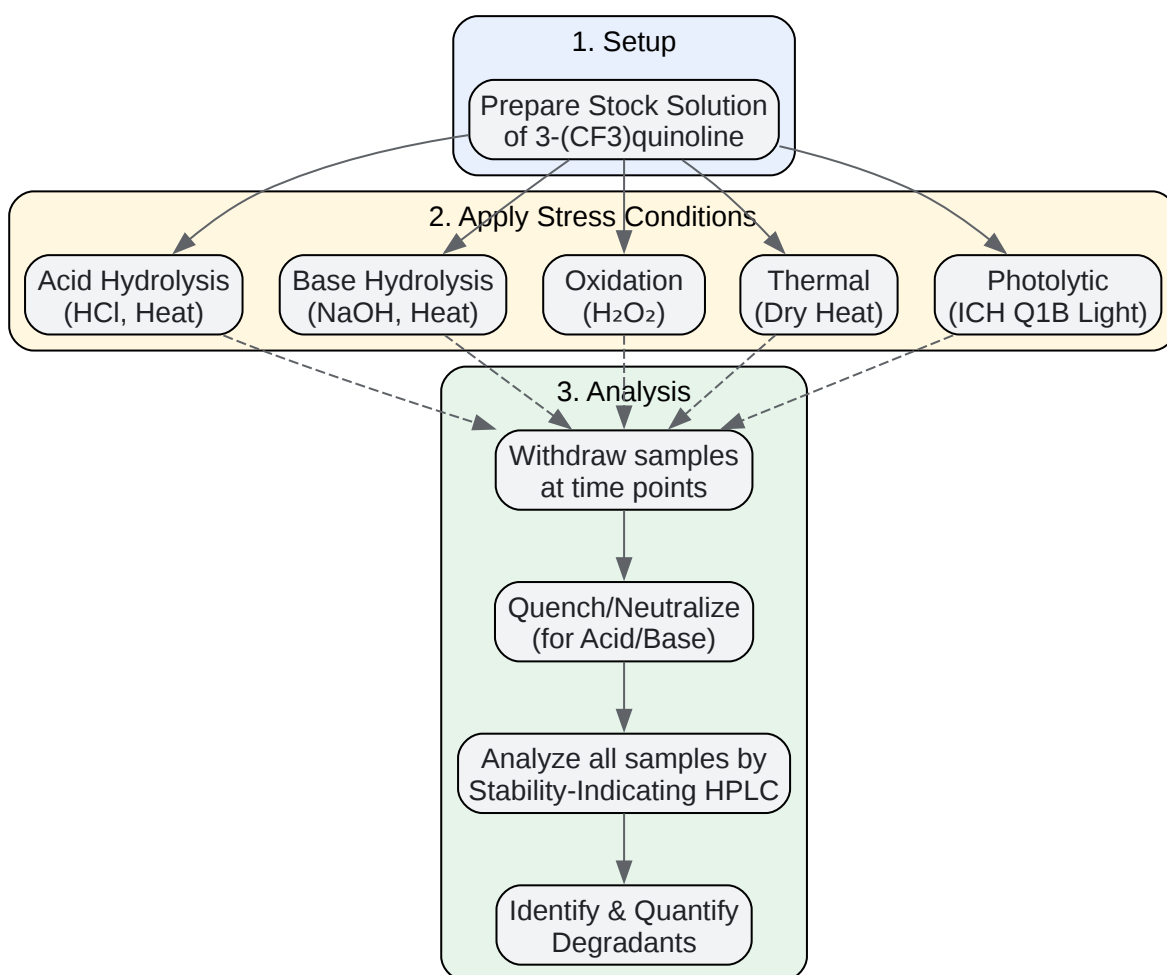 1. Setup
Prepare Stock Solution
of 3-(CF3)quinoline
2. Apply Stress Conditions
Acid Hydrolysis
(HCl, Heat)
Base Hydrolysis
(NaOH, Heat)
Oxidation
(H₂O₂)
Thermal
(Dry Heat)
Photolytic
(ICH Q1B Light)
3. Analysis
Withdraw samples
at time points
Quench/Neutralize
(for Acid/Base)
Analyze all samples by
Stability-Indicating HPLC
Identify & Quantify
Degradants